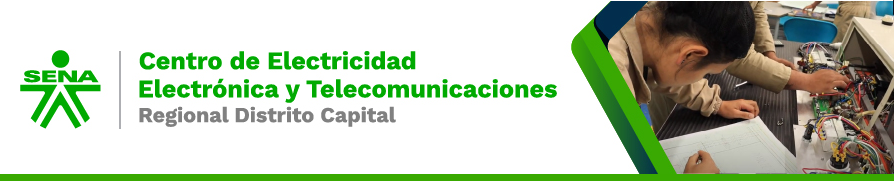 SENA
Centro de Electricidad
Electrónica y Telecomunicaciones
Regional Distrito Capital